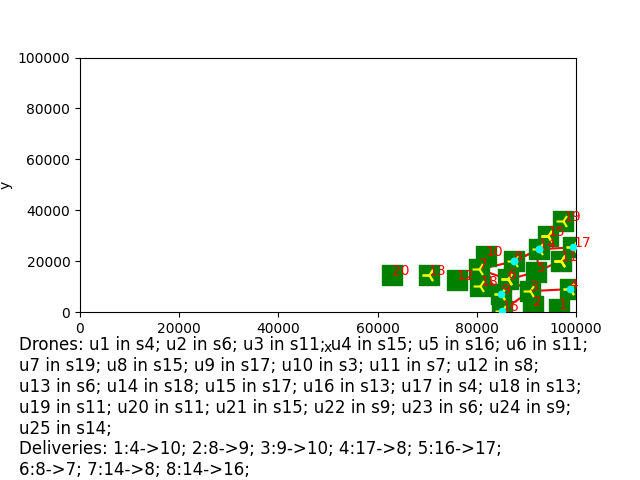 100000
80000
60000
40000
20000
0
y
19
17
10
20
13
0 20000 40000 60000 80000 100000
x
Drones: u1 in s4; u2 in s6; u3 in s11; u4 in s15; u5 in s16; u6 in s11;
u7 in s19; u8 in s15; u9 in s17; u10 in s3; u11 in s7; u12 in s8;
u13 in s6; u14 in s18; u15 in s17; u16 in s13; u17 in s4; u18 in s13;
u19 in s11; u20 in s11; u21 in s15; u22 in s9; u23 in s6; u24 in s9;
u25 in s14;
Deliveries: 1:4->10; 2:8->9; 3:9->10; 4:17->8; 5:16->17;
6:8->7; 7:14->8; 8:14->16;